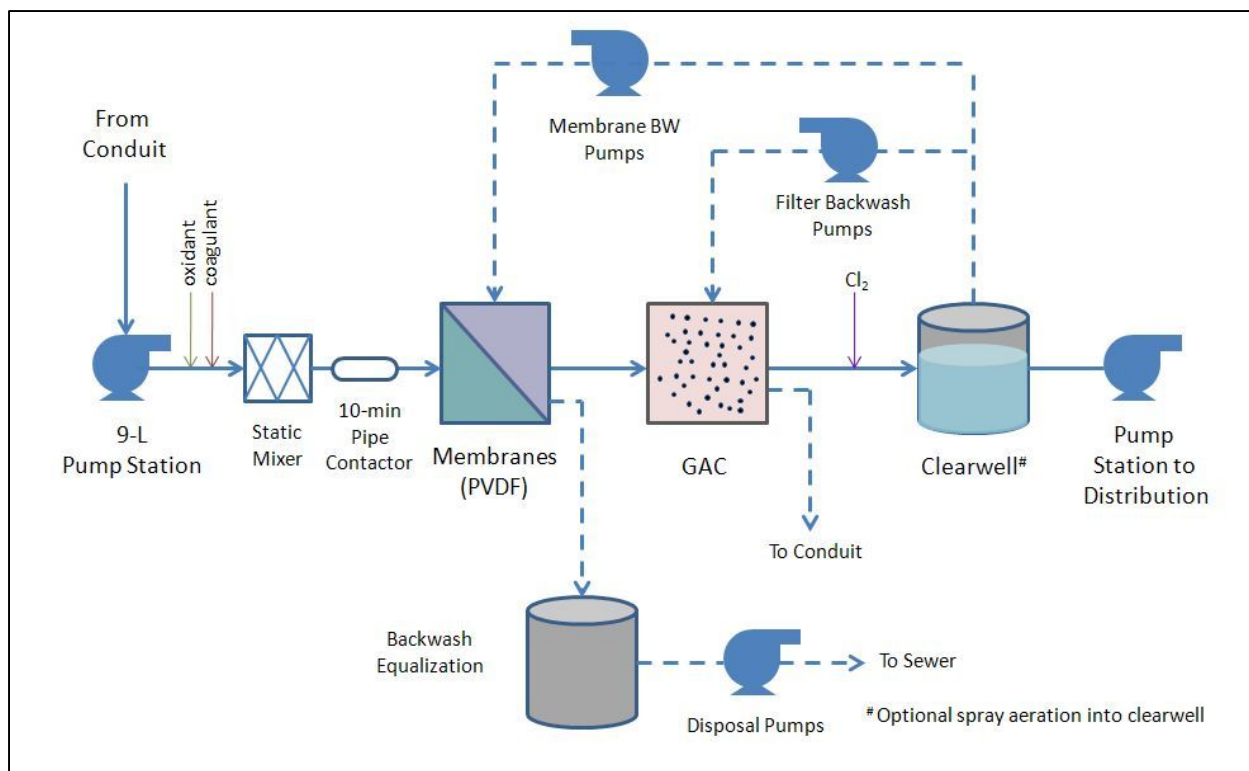 Membrane BW
Pumps
From
Conduit
Filter Backwash
Pumps
oxidant
coagulant
Cl₂
9-L
Pump Station
Static
Mixer
10-min
Pipe
Contactor
Membranes
(PVDF)
GAC
Clearwell#
Pump
Station to
Distribution
To Conduit
Backwash
Equalization
To Sewer
Disposal Pumps
# Optional spray aeration into clearwell